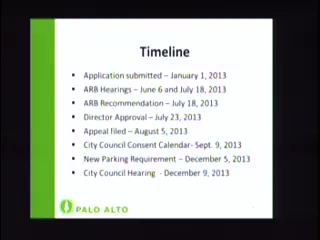 Timeline
• Application submitted – January 1, 2013
• ARB Hearings – June 6 and July 18, 2013
• ARB Recommendation – July 18, 2013
• Director Approval – July 23, 2013
• Appeal filed – August 5, 2013
• City Council Consent Calendar- Sept. 9, 2013
• New Parking Requirement – December 5, 2013
• City Council Hearing - December 9, 2013
PALO ALTO